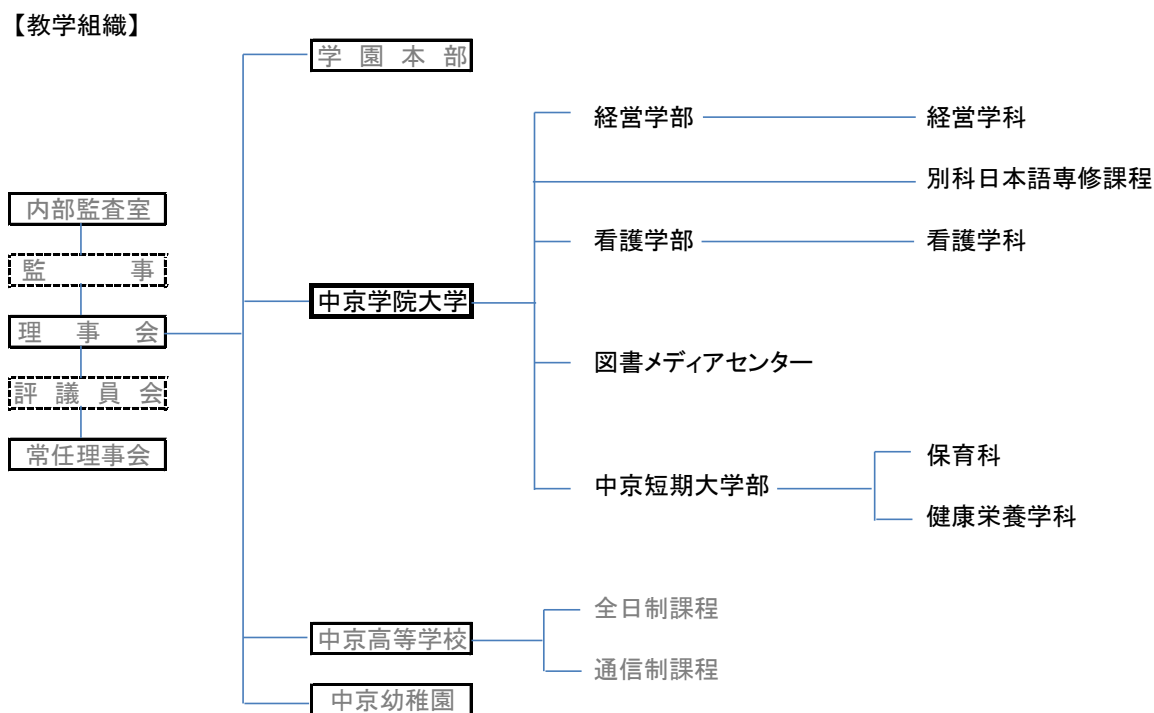 【教学組織】
学園本部
経営学部
経営学科
別科日本語専修課程
内部監査室
看護学部
看護学科
監事
中京学院大学
理事会
図書メディアセンター
評議員会
常任理事会
保育科
中京短期大学部
健康栄養学科
全日制課程
中京高等学校
通信制課程
中京幼稚園